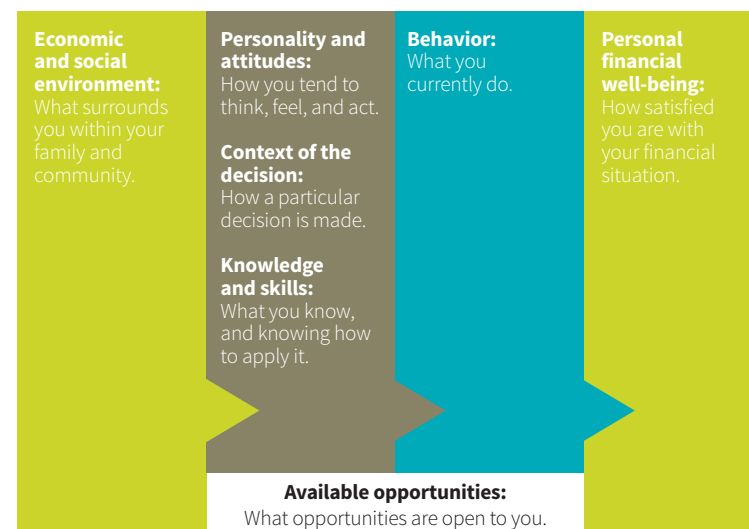 Economic
and social
environment:
What surrounds
you within your
family and
community.
Personality and
attitudes:
How you tend to
think, feel, and act.
Context of the
decision:
How a particular
decision is made.
Knowledge
and skills:
What you know,
and knowing how
to apply it.
Behavior:
What you
currently do.
Personal
financial
well-being:
How satisfied
you are with
your financial
situation.
Available opportunities:
What opportunities are open to you.